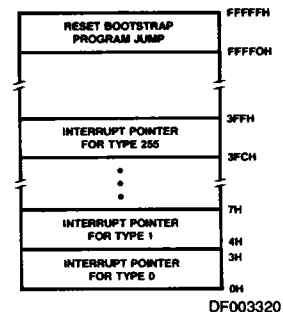 FFFFFH
RESET BOOTSTRAP
PROGRAM JUMP
FFFF0H
3FFH
INTERRUPT POINTER
FOR TYPE 255
3FCH
7H
INTERRUPT POINTER
FOR TYPE 1
4H
3H
INTERRUPT POINTER
FOR TYPE 0
0H
DF003320